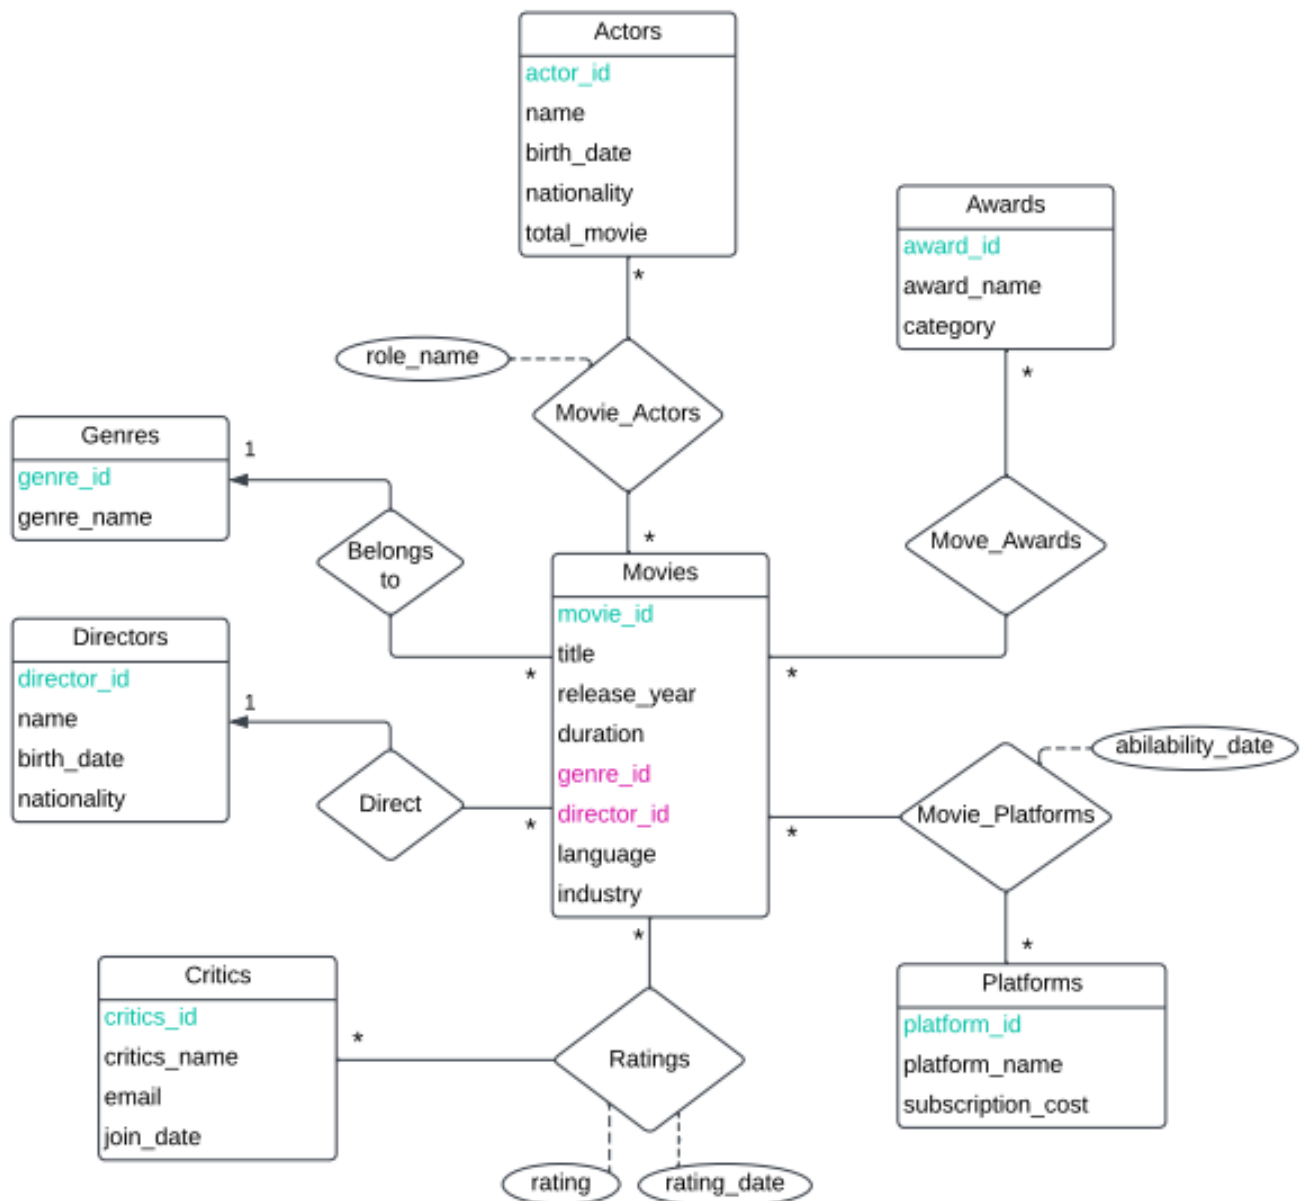 Actors
actor_id
name
birth_date
nationality
total_movie
*
Awards
award_id
award_name
category
*
role_name
Movie_Actors
*
Genres
genre_id
genre_name
1
Belongs
to
*
Move_Awards
*
Movies
movie_id
title
release_year
duration
genre_id
director_id
language
industry
Directors
director_id
name
birth_date
nationality
1
Direct
*
abilability_date
Movie_Platforms
*
*
Platforms
platform_id
platform_name
subscription_cost
*
Critics
critics_id
critics_name
email
join_date
*
Ratings
rating
rating_date